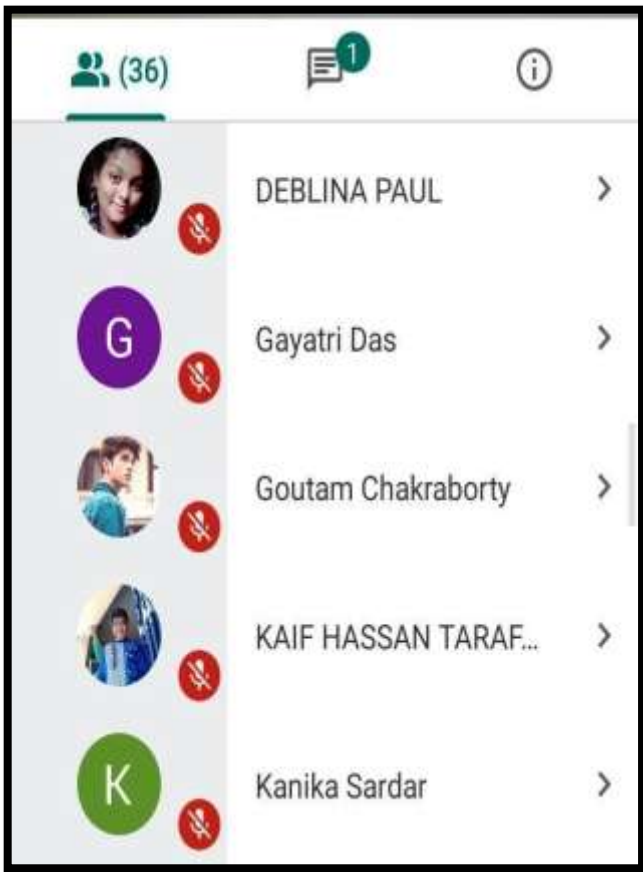 (36)
1
DEBLINA PAUL
G
Gayatri Das
Goutam Chakraborty
KAIF HASSAN TARAF...
K
Kanika Sardar